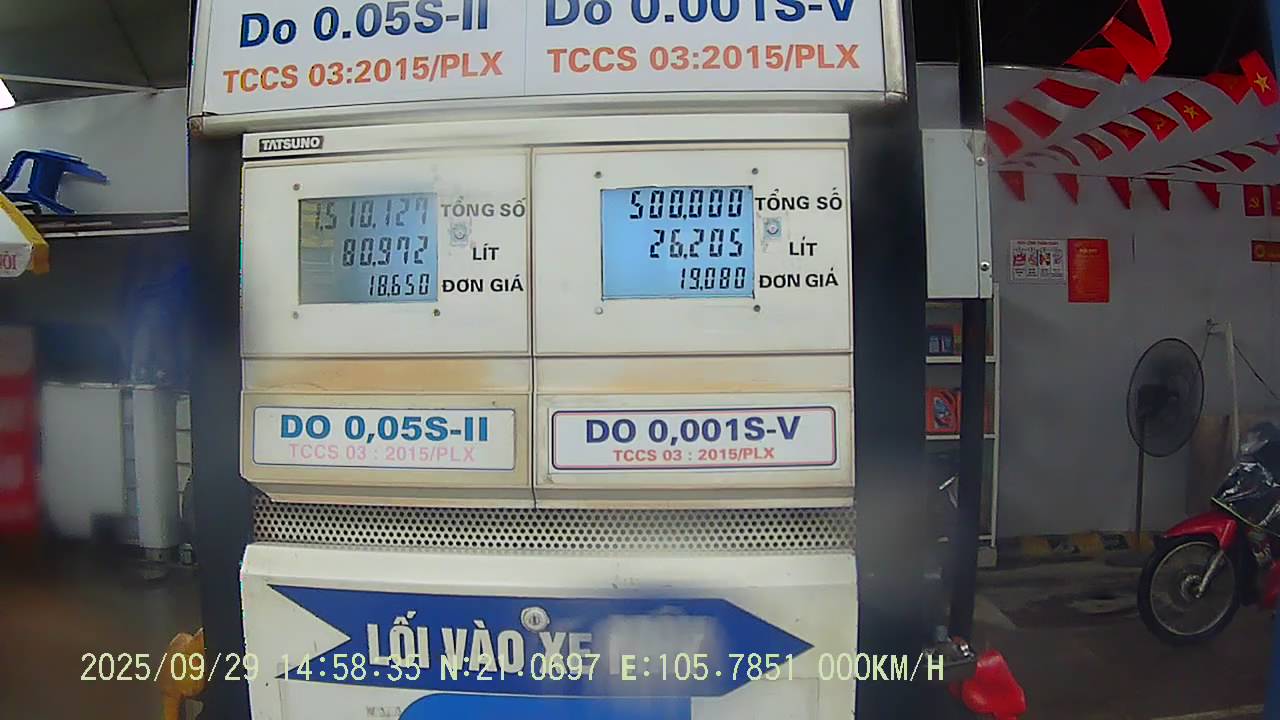 Do 0.05S-II
Do 0.001S-V
TCCS 03:2015/PLX
TCCS 03:2015/PLX
TATSUNO
1,510,127 TỔNG SỐ
80.972 LÍT
18,650 ĐƠN GIÁ
500,000 TỔNG SỐ
26.205 LÍT
19,080 ĐƠN GIÁ
DO 0,05S-II
TCCS 03 : 2015/PLX
DO 0,001S-V
TCCS 03 : 2015/PLX
LỐI VÀO XE
2025/09/29 14:58:35 N:21.0697 E:105.7851 000KM/H